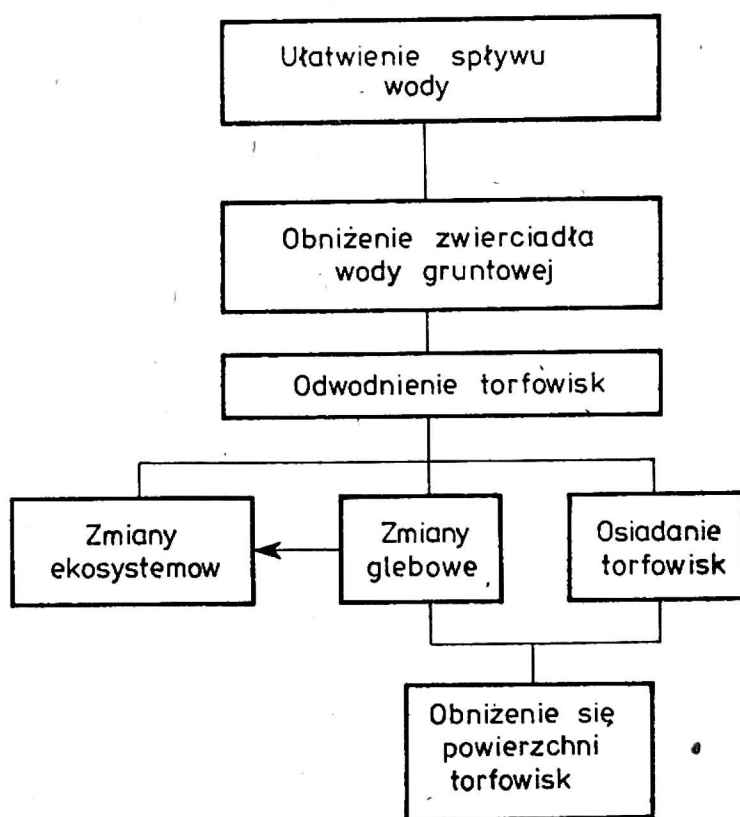 Ułatwienie spływu
wody
Obniżenie zwierciadła
wody gruntowej
Odwodnienie torfowisk
Zmiany
ekosystemow
Zmiany
glebowe
Osiadanie
torfowisk
Obniżenie się
powierzchni
torfowisk